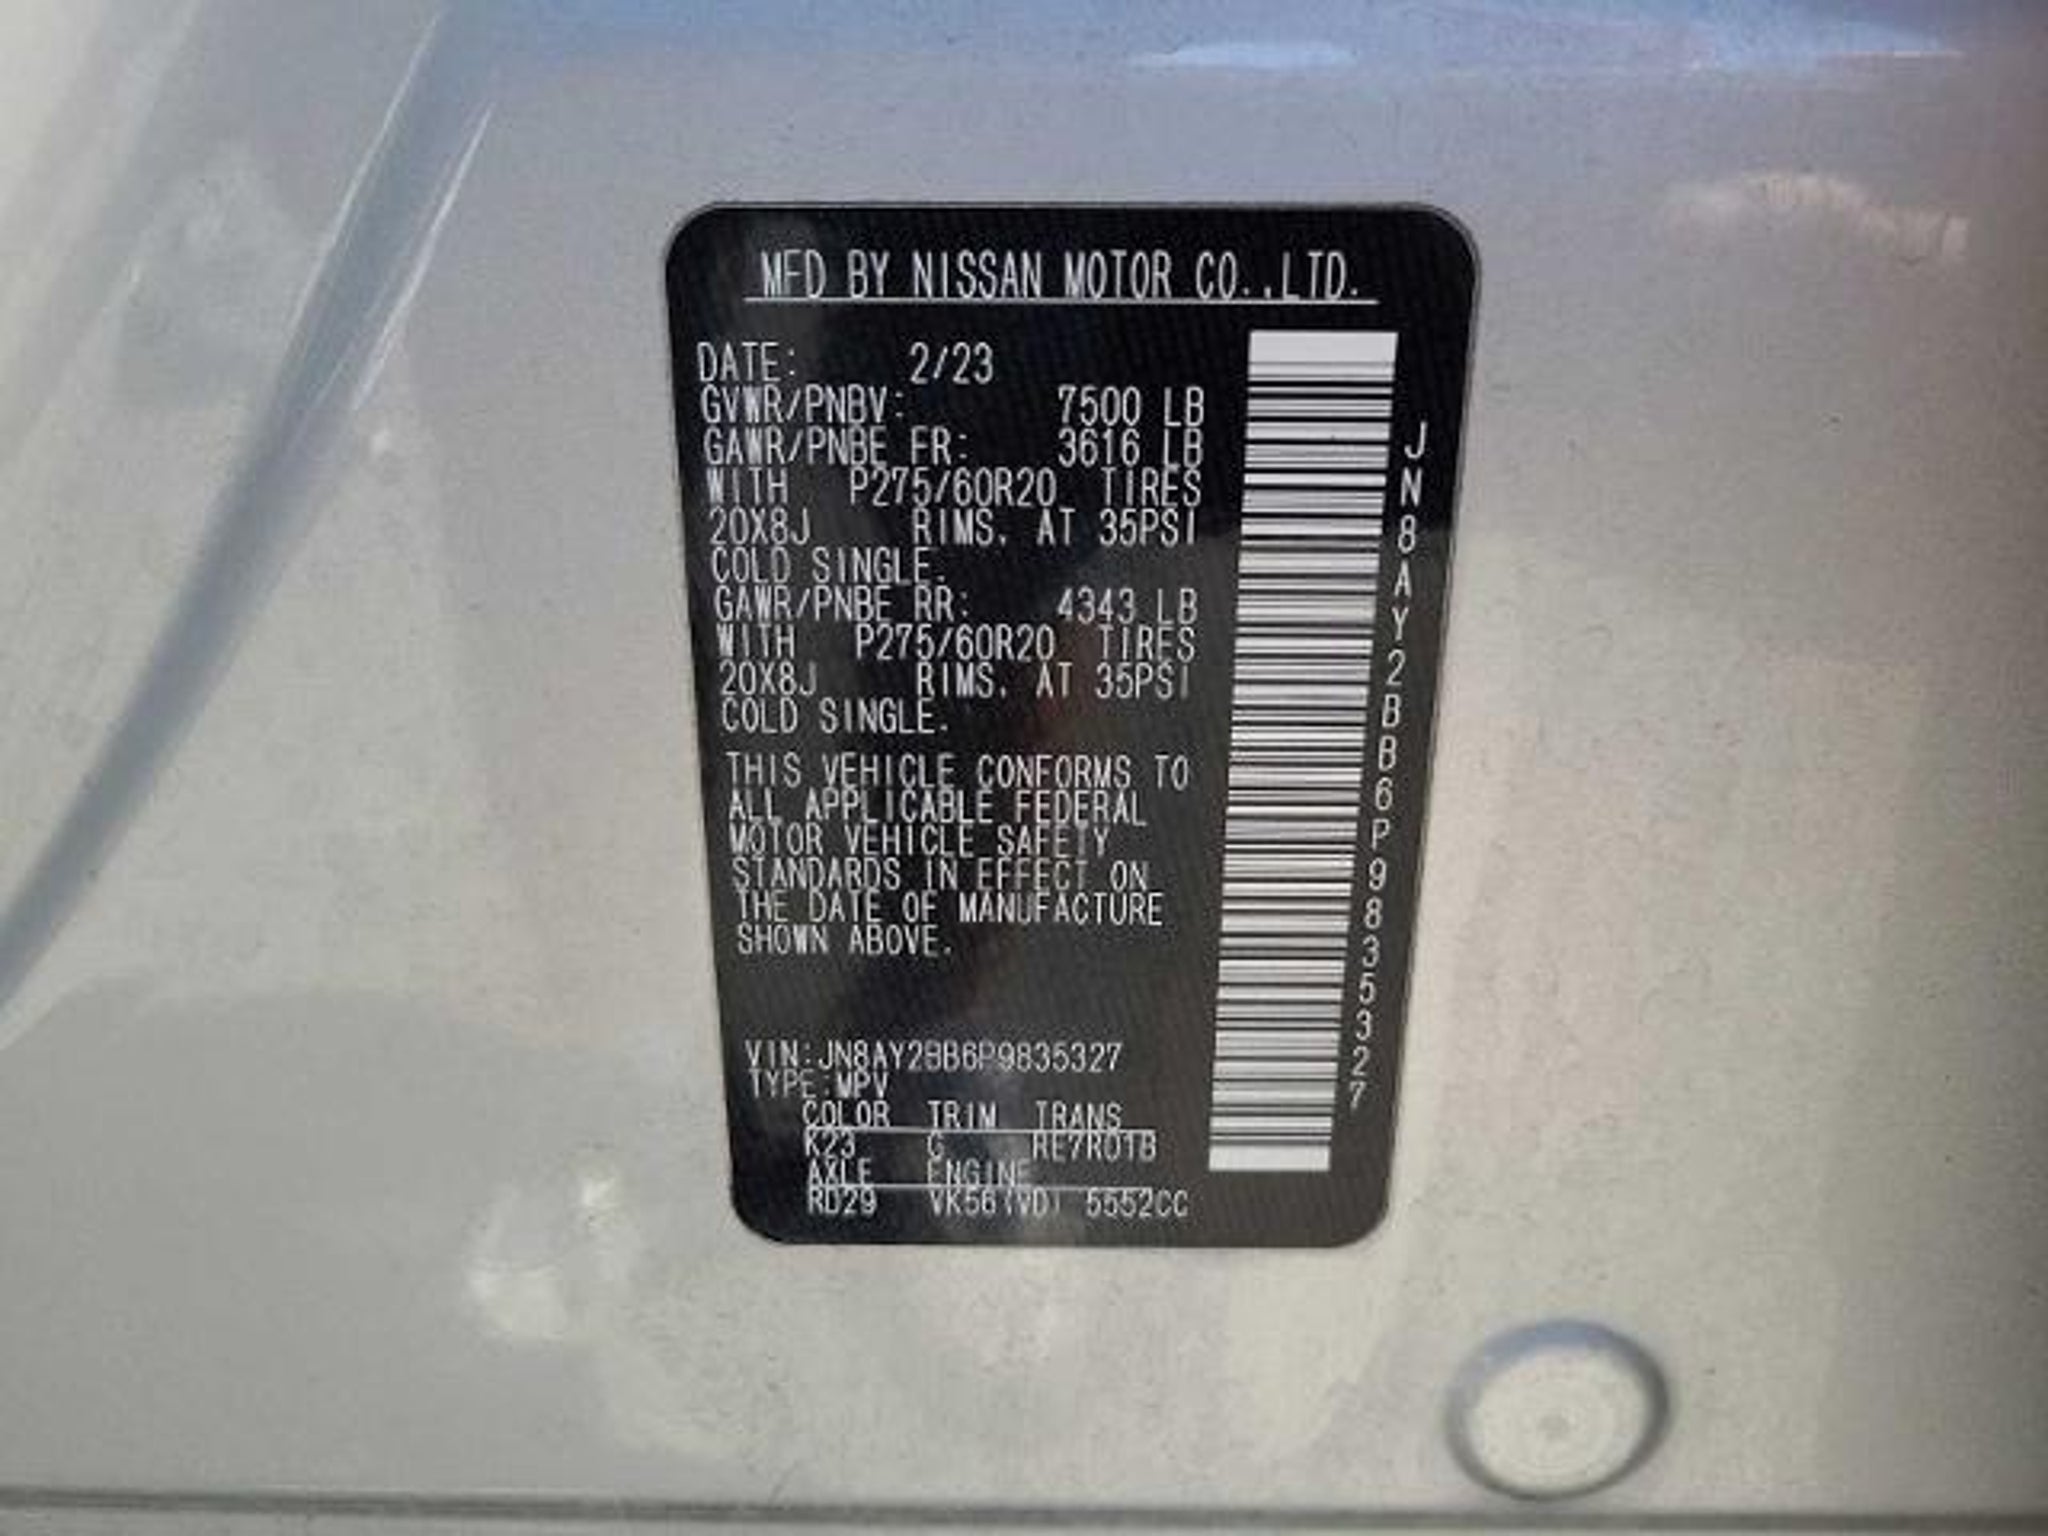 MFD BY NISSAN MOTOR CO.,LTD.
DATE: 2/23
GVWR/PNBV: 7500 LB
GAWR/PNBE FR: 3616 LB
WITH P275/60R20 TIRES
20X8J RIMS, AT 35PSI
COLD SINGLE.
GAWR/PNBE RR: 4343 LB
WITH P275/60R20 TIRES
20X8J RIMS, AT 35PSI
COLD SINGLE.
THIS VEHICLE CONFORMS TO
ALL APPLICABLE FEDERAL
MOTOR VEHICLE SAFETY
STANDARDS IN EFFECT ON
THE DATE OF MANUFACTURE
SHOWN ABOVE.
VIN:JN8AY2BB6P9835327
TYPE:MPV
COLOR TRIM TRANS
K23 G RE7R01B
AXLE ENGINE
RD29 VK56(VD) 5552CC
JN8AY2BB6P9835327